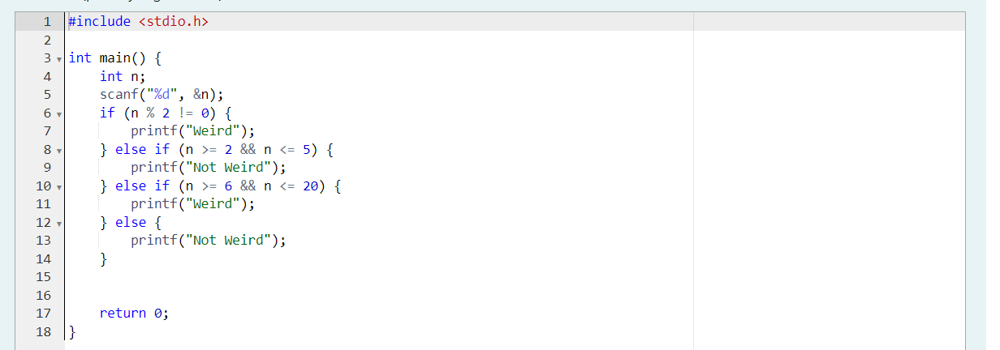 1 #include <stdio.h>
2
3 int main() {
4     int n;
5     scanf("%d", &n);
6     if (n % 2 != 0) {
7         printf("Weird");
8     } else if (n >= 2 && n <= 5) {
9         printf("Not Weird");
10     } else if (n >= 6 && n <= 20) {
11         printf("Weird");
12     } else {
13         printf("Not Weird");
14     }
15
16
17     return 0;
18 }